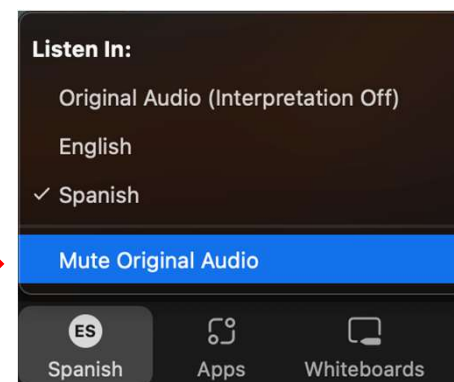 Listen In:
Original Audio (Interpretation Off)
English
✓ Spanish
Mute Original Audio
ES
Spanish Apps Whiteboards